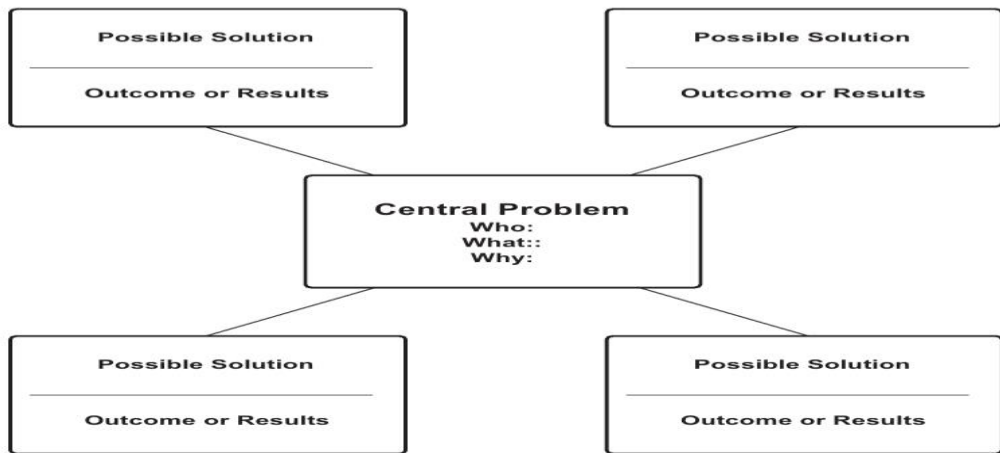 Possible Solution
Outcome or Results
Possible Solution
Outcome or Results
Central Problem
Who:
What::
Why:
Possible Solution
Outcome or Results
Possible Solution
Outcome or Results